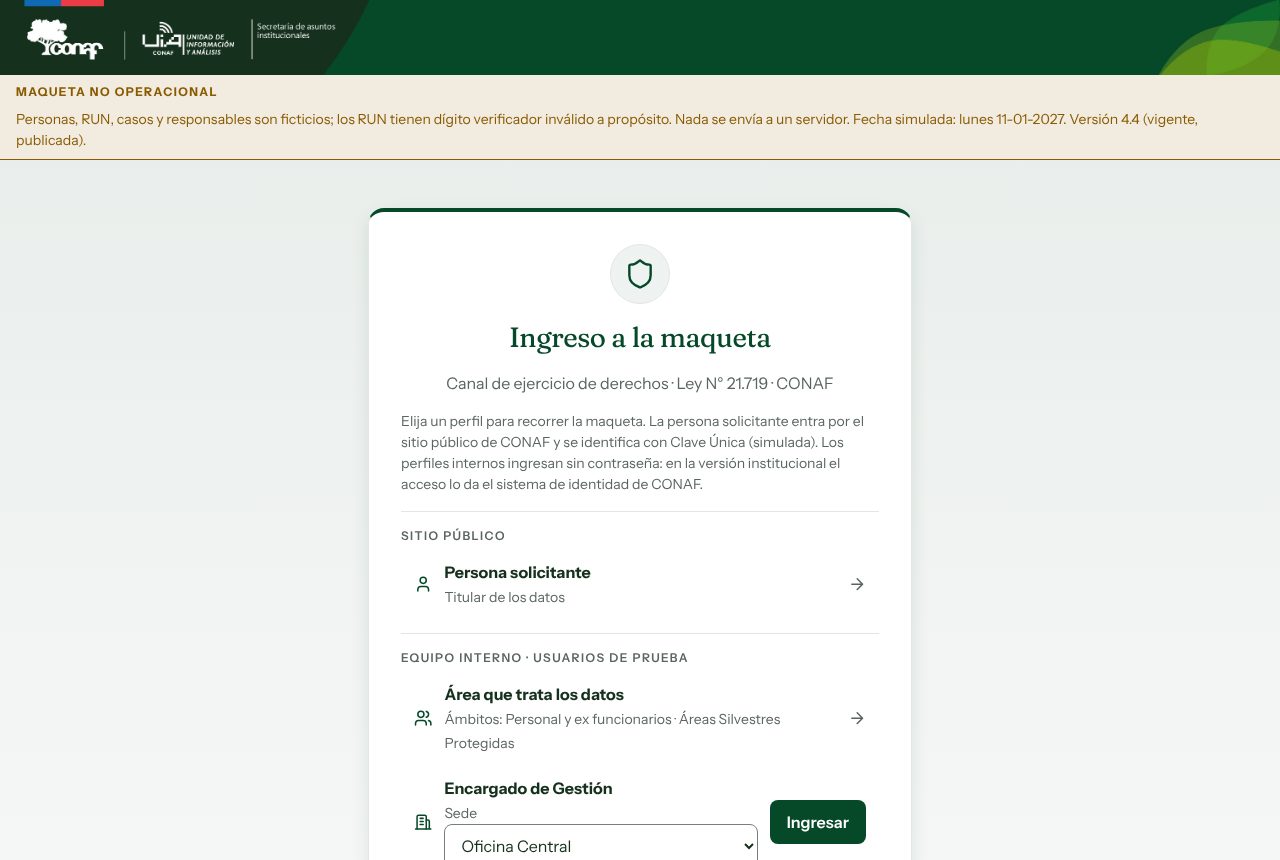 conaf
UiA
CONAF
UNIDAD DE
INFORMACIÓN
Y ANÁLISIS
Secretaría de asuntos
institucionales
MAQUETA NO OPERACIONAL
Personas, RUN, casos y responsables son ficticios; los RUN tienen dígito verificador inválido a propósito. Nada se envía a un servidor. Fecha simulada: lunes 11-01-2027. Versión 4.4 (vigente,
publicada).
Ingreso a la maqueta
Canal de ejercicio de derechos · Ley N° 21.719 · CONAF
Elija un perfil para recorrer la maqueta. La persona solicitante entra por el
sitio público de CONAF y se identifica con Clave Única (simulada). Los
perfiles internos ingresan sin contraseña: en la versión institucional el
acceso lo da el sistema de identidad de CONAF.
SITIO PÚBLICO
Persona solicitante
Titular de los datos
EQUIPO INTERNO · USUARIOS DE PRUEBA
Área que trata los datos
Ámbitos: Personal y ex funcionarios · Áreas Silvestres
Protegidas
Encargado de Gestión
Sede
Oficina Central
Ingresar